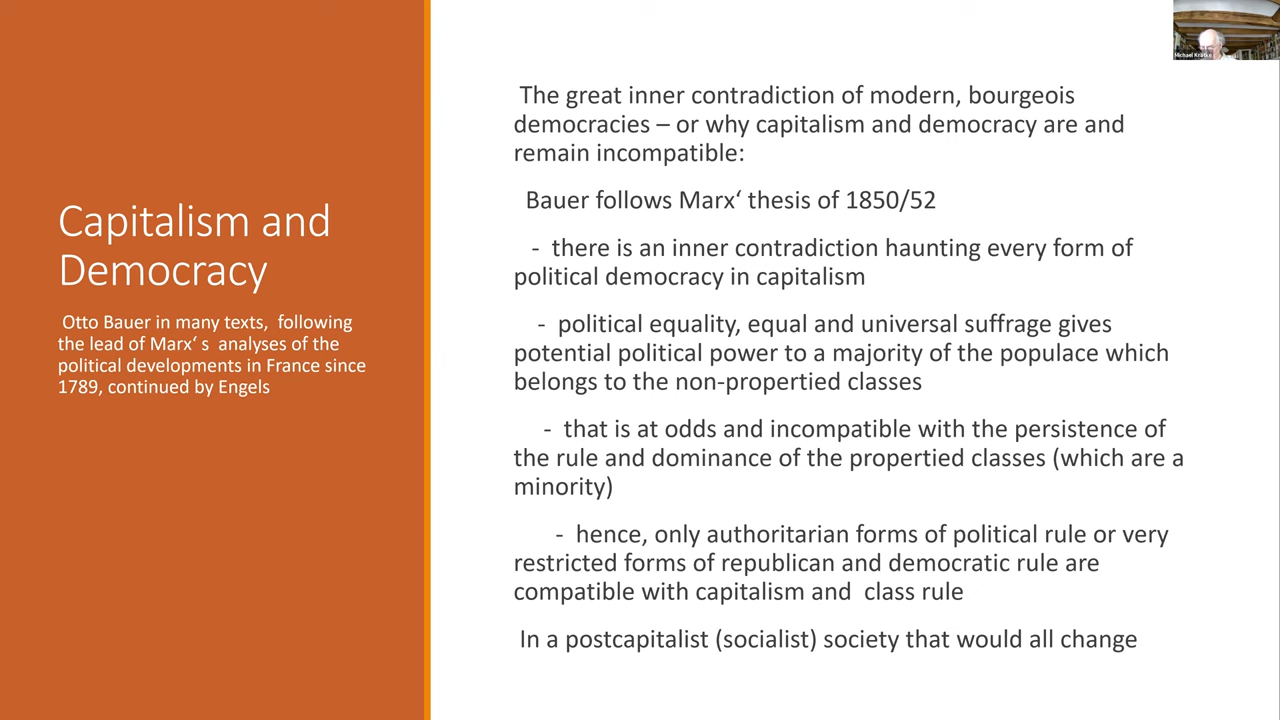 Capitalism and
Democracy
Otto Bauer in many texts, following
the lead of Marx‘ s analyses of the
political developments in France since
1789, continued by Engels
The great inner contradiction of modern, bourgeois
democracies – or why capitalism and democracy are and
remain incompatible:
Bauer follows Marx‘ thesis of 1850/52
- there is an inner contradiction haunting every form of
political democracy in capitalism
- political equality, equal and universal suffrage gives
potential political power to a majority of the populace which
belongs to the non-propertied classes
- that is at odds and incompatible with the persistence of
the rule and dominance of the propertied classes (which are a
minority)
- hence, only authoritarian forms of political rule or very
restricted forms of republican and democratic rule are
compatible with capitalism and class rule
In a postcapitalist (socialist) society that would all change
Michael Krätke